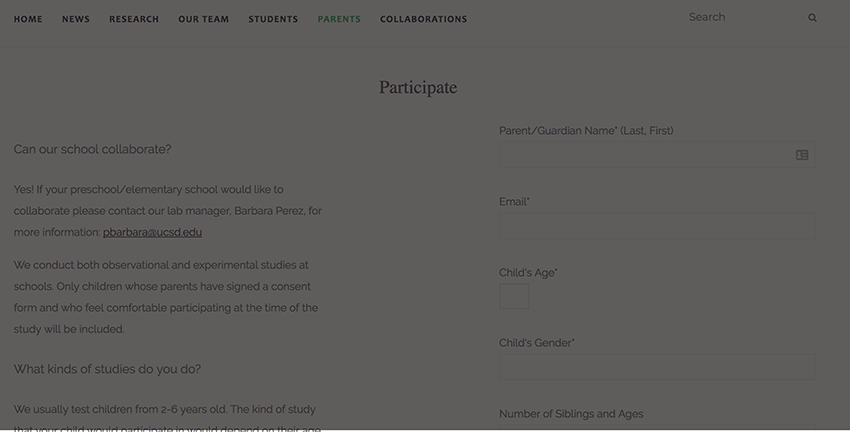 HOME NEWS RESEARCH OUR TEAM STUDENTS PARENTS COLLABORATIONS Search
Participate
Can our school collaborate?
Yes! If your preschool/elementary school would like to
collaborate please contact our lab manager, Barbara Perez, for
more information: pbarbara@ucsd.edu
We conduct both observational and experimental studies at
schools. Only children whose parents have signed a consent
form and who feel comfortable participating at the time of the
study will be included.
What kinds of studies do you do?
We usually test children from 2-6 years old. The kind of study
that your child would participate in would depend on their age
Parent/Guardian Name* (Last, First)
Email*
Child's Age*
Child's Gender*
Number of Siblings and Ages